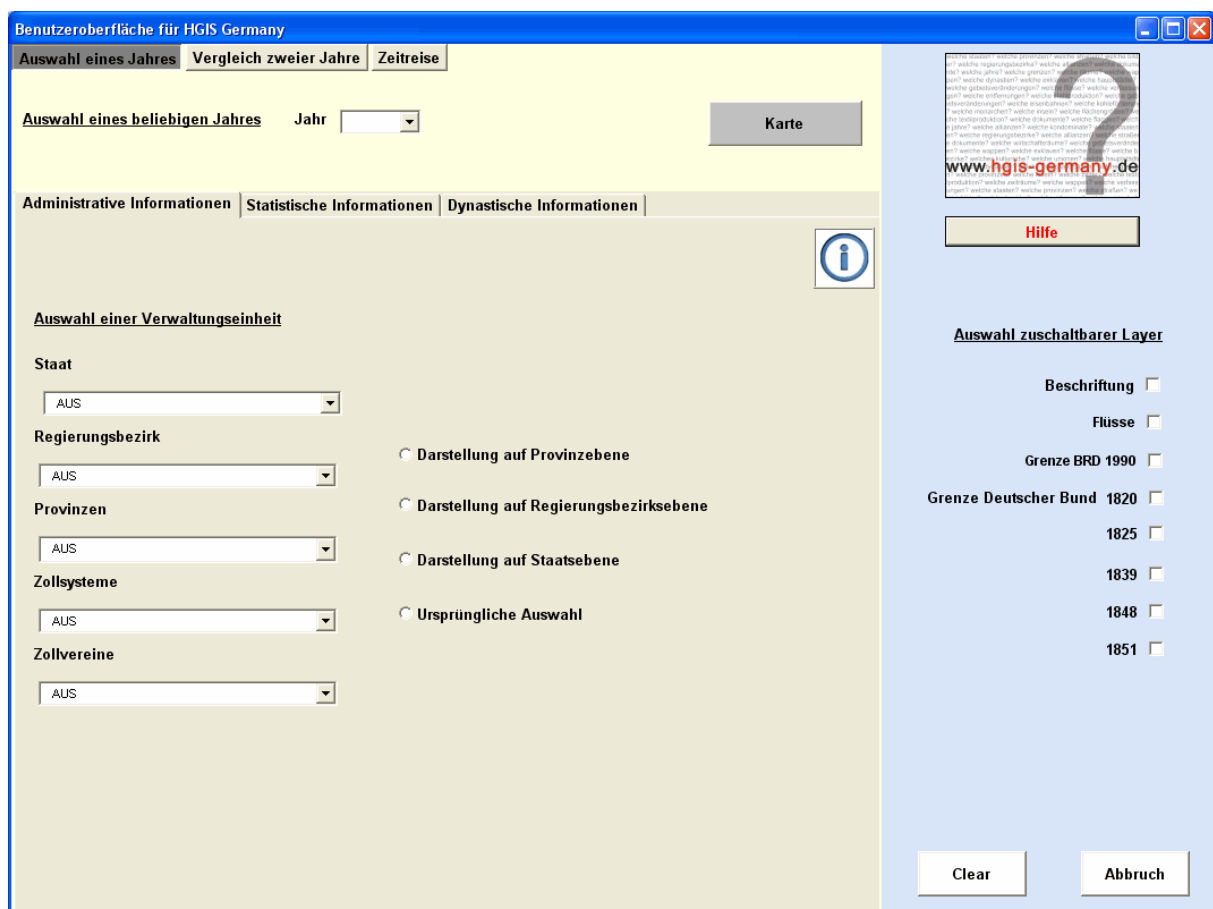 Benutzeroberfläche für HGIS Germany
Auswahl eines Jahres Vergleich zweier Jahre Zeitreise
Auswahl eines beliebigen Jahres Jahr
Karte
Administrative Informationen Statistische Informationen Dynastische Informationen
Auswahl einer Verwaltungseinheit
Staat
AUS
Regierungsbezirk
AUS
Provinzen
AUS
Zollsysteme
AUS
Zollvereine
AUS
Darstellung auf Provinzebene
Darstellung auf Regierungsbezirksebene
Darstellung auf Staatsebene
Ursprüngliche Auswahl
www.hgis-germany.de
Hilfe
Auswahl zuschaltbarer Layer
Beschriftung
Flüsse
Grenze BRD 1990
Grenze Deutscher Bund 1820
1825
1839
1848
1851
Clear Abbruch